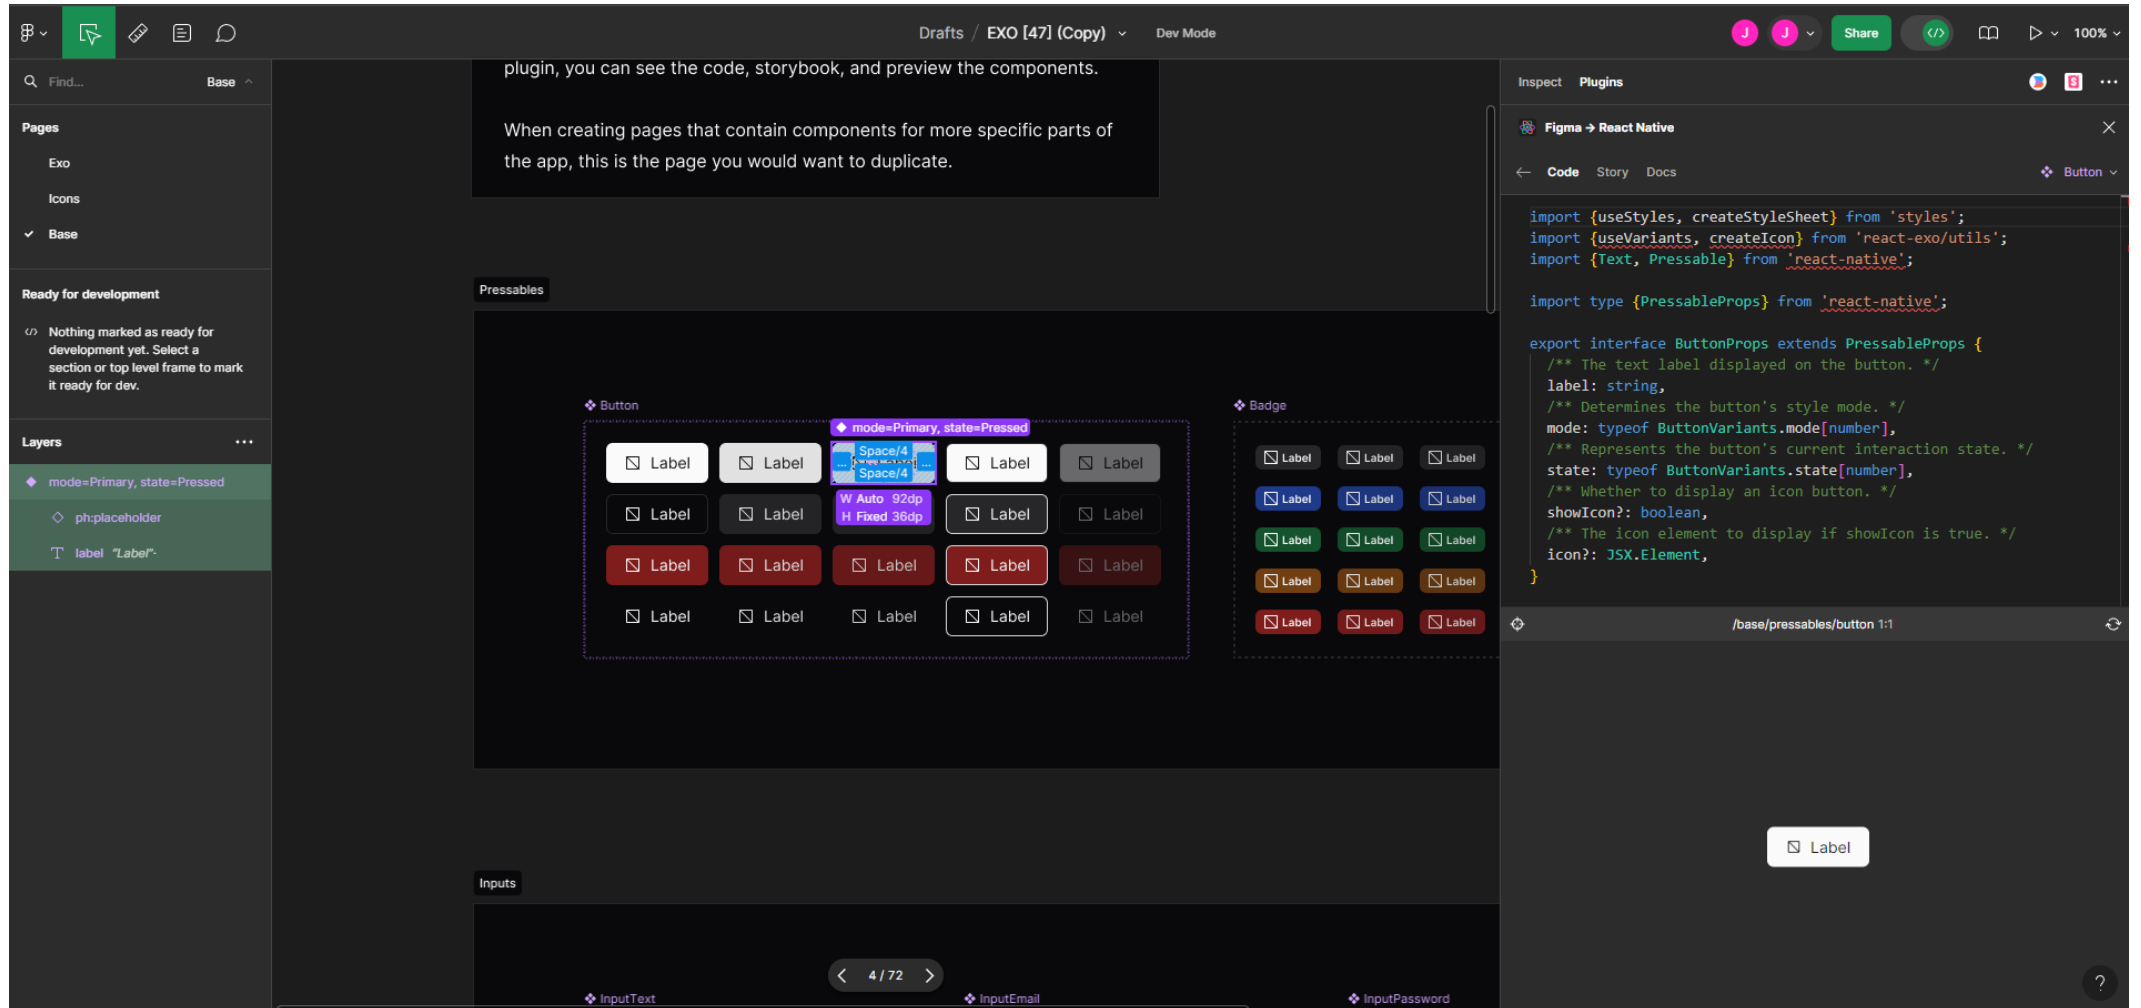 Drafts / EXO [47] (Copy)
Dev Mode
J
J
Share
100%
Find...
Base
Pages
Exo
Icons
Base
Ready for development
Nothing marked as ready for
development yet. Select a
section or top level frame to mark
it ready for dev.
Layers
mode=Primary, state=Pressed
ph:placeholder
label "Label"-
plugin, you can see the code, storybook, and preview the components.
When creating pages that contain components for more specific parts of
the app, this is the page you would want to duplicate.
Pressables
Button
mode=Primary, state=Pressed
Label Label Label Label
Space/4
Space/4
W Auto 92dp
H Fixed 36dp
Label Label Label Label
Label Label Label Label Label
Label Label Label Label Label
Badge
Label Label Label
Label Label Label
Label Label Label
Label Label Label
Label Label Label
Inputs
4 / 72
InputText
InputEmail
InputPassword
Inspect Plugins
S
Figma → React Native
Code Story Docs
Button
import {useStyles, createStyleSheet} from 'styles';
import {useVariants, createIcon} from 'react-exo/utils';
import {Text, Pressable} from 'react-native';
import type {PressableProps} from 'react-native';
export interface ButtonProps extends PressableProps {
/** The text label displayed on the button. */
label: string,
/** Determines the button's style mode. */
mode: typeof ButtonVariants.mode[number],
/** Represents the button's current interaction state. */
state: typeof ButtonVariants.state[number],
/** Whether to display an icon button. */
showIcon?: boolean,
/** The icon element to display if showIcon is true. */
icon?: JSX.Element,
}
/base/pressables/button 1:1
Label
?